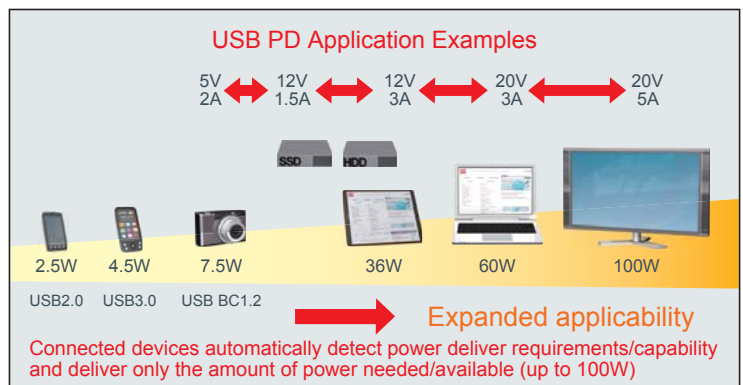 USB PD Application Examples
5V 12V 12V 20V 20V
2A 1.5A 3A 3A 5A
SSD HDD
2.5W 4.5W 7.5W 36W 60W 100W
USB2.0 USB3.0 USB BC1.2
Expanded applicability
Connected devices automatically detect power deliver requirements/capability
and deliver only the amount of power needed/available (up to 100W)